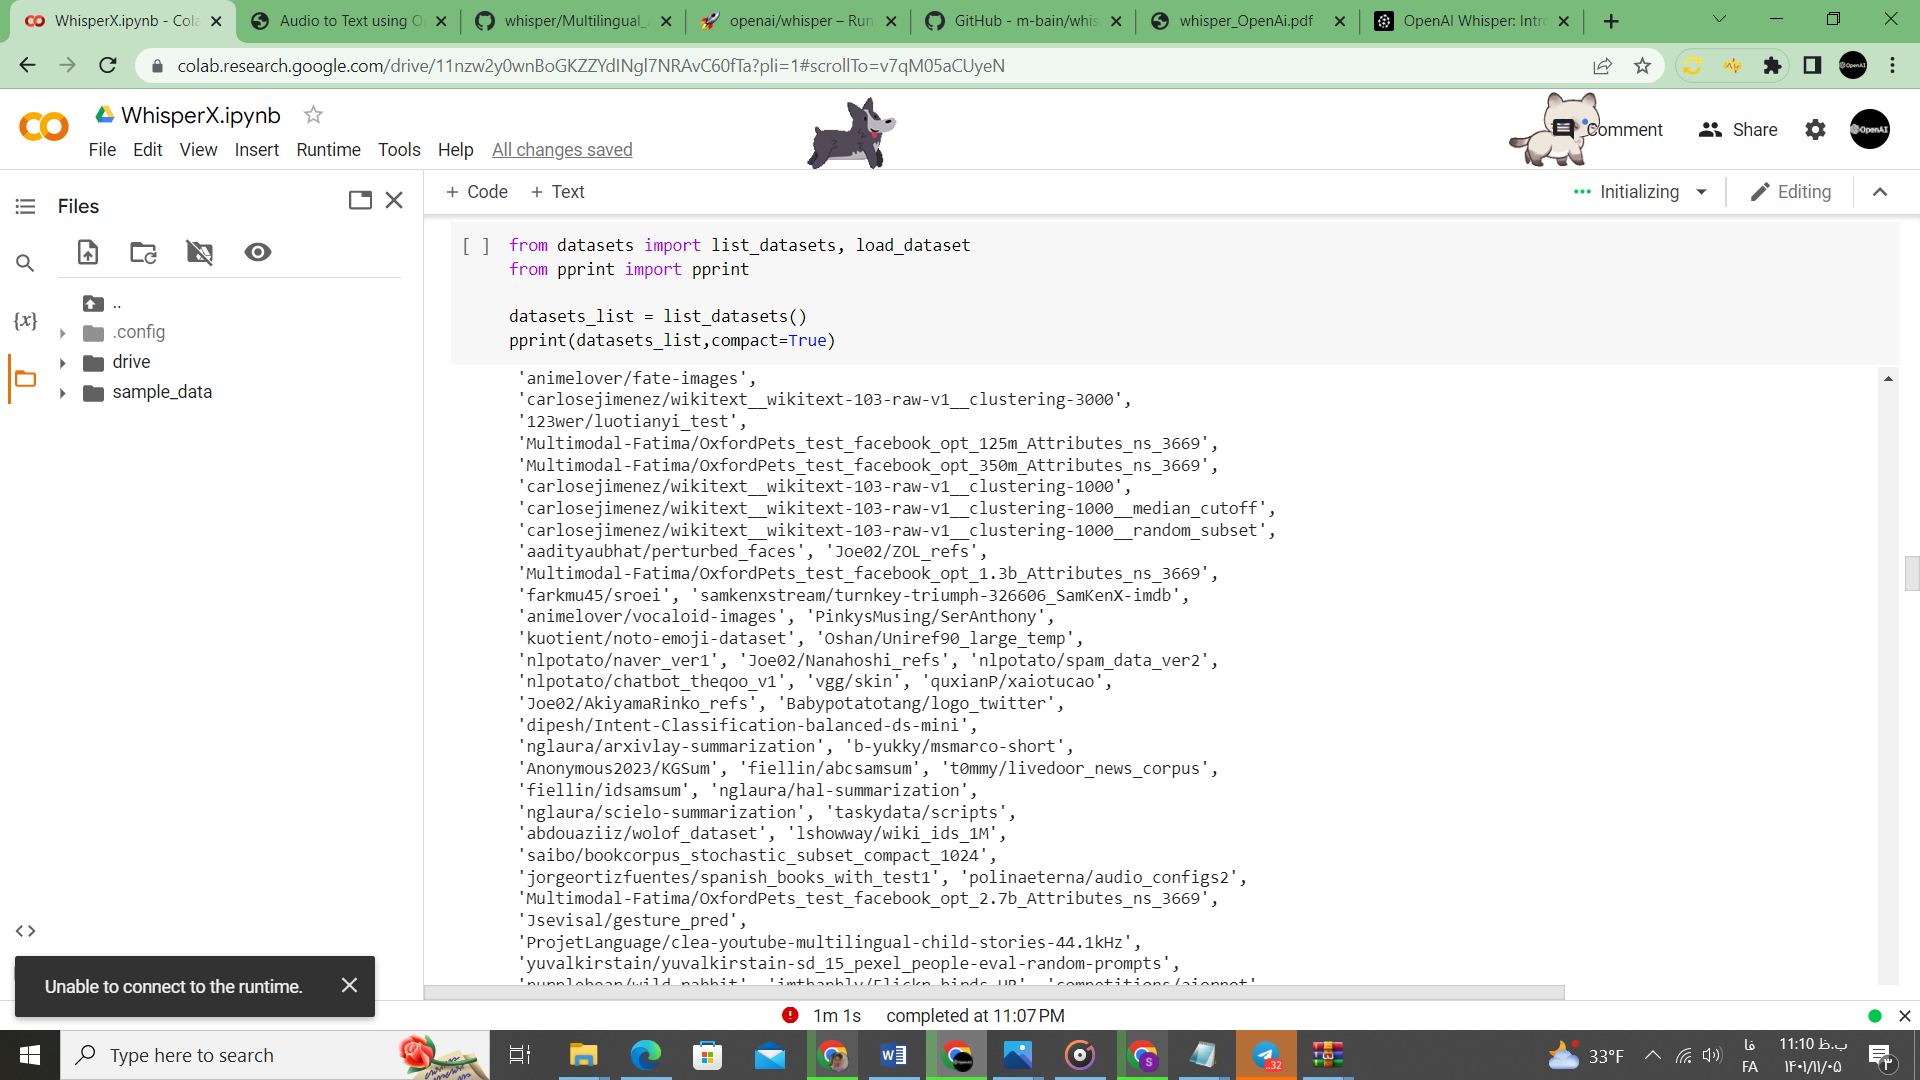 WhisperX.ipynb - Cola
Audio to Text using O
whisper/Multilingual_
openai/whisper – Run
GitHub - m-bain/whis
whisper_OpenAi.pdf
OpenAI Whisper: Intro
colab.research.google.com/drive/11nzw2y0wnBoGKZZYdINgl7NRAvC60fTa?pli=1#scrollTo=v7qM05aCUyeN
WhisperX.ipynb
Comment
Share
OpenAI
File Edit View Insert Runtime Tools Help All changes saved
Files
+ Code + Text
Initializing
Editing
..
.config
drive
sample_data
{x}
<>
[ ] from datasets import list_datasets, load_dataset
from pprint import pprint
datasets_list = list_datasets()
pprint(datasets_list,compact=True)
'animelover/fate-images',
'carlosejimenez/wikitext__wikitext-103-raw-v1__clustering-3000',
'123wer/luotianyi_test',
'Multimodal-Fatima/OxfordPets_test_facebook_opt_125m_Attributes_ns_3669',
'Multimodal-Fatima/OxfordPets_test_facebook_opt_350m_Attributes_ns_3669',
'carlosejimenez/wikitext__wikitext-103-raw-v1__clustering-1000',
'carlosejimenez/wikitext__wikitext-103-raw-v1__clustering-1000__median_cutoff',
'carlosejimenez/wikitext__wikitext-103-raw-v1__clustering-1000__random_subset',
'aadityaubhat/perturbed_faces', 'Joe02/ZOL_refs',
'Multimodal-Fatima/OxfordPets_test_facebook_opt_1.3b_Attributes_ns_3669',
'farkmu45/sroei', 'samkenxstream/turnkey-triumph-326606_SamKenX-imdb',
'animelover/vocaloid-images', 'PinkysMusing/SerAnthony',
'kuotient/noto-emoji-dataset', 'Oshan/Uniref90_large_temp',
'nlpotato/naver_ver1', 'Joe02/Nanahoshi_refs', 'nlpotato/spam_data_ver2',
'nlpotato/chatbot_theqoo_v1', 'vgg/skin', 'quxianP/xaiotucao',
'Joe02/AkiyamaRinko_refs', 'Babypotatotang/logo_twitter',
'dipesh/Intent-Classification-balanced-ds-mini',
'nglaura/arxivlay-summarization', 'b-yukky/msmarco-short',
'Anonymous2023/KGSum', 'fiellin/abcsamsum', 't0mmy/livedoor_news_corpus',
'fiellin/idsamsum', 'nglaura/hal-summarization',
'nglaura/scielo-summarization', 'taskydata/scripts',
'abdouaziiz/wolof_dataset', 'lshowway/wiki_ids_1M',
'saibo/bookcorpus_stochastic_subset_compact_1024',
'jorgeortizfuentes/spanish_books_with_test1', 'polinaeterna/audio_configs2',
'Multimodal-Fatima/OxfordPets_test_facebook_opt_2.7b_Attributes_ns_3669',
'Jsevisal/gesture_pred',
'ProjetLanguage/clea-youtube-multilingual-child-stories-44.1kHz',
'yuvalkirstain/yuvalkirstain-sd_15_pexel_people-eval-random-prompts',
Unable to connect to the runtime.
1m 1s completed at 11:07 PM
Type here to search
..32
33°F
فا
FA
11:10 ب.ظ
۱۴۰۱/۱۱/۰۵
۳